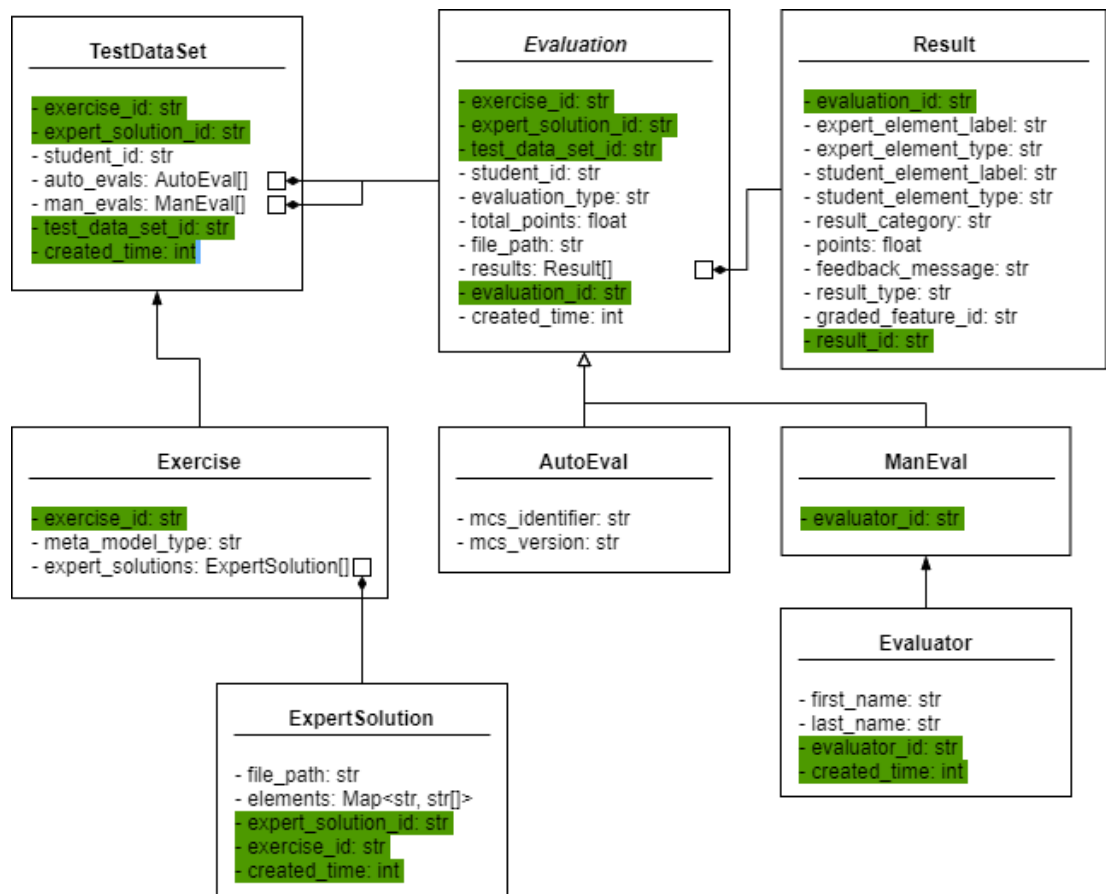 TestDataSet
- exercise_id: str
- expert_solution_id: str
- student_id: str
- auto_evals: AutoEval[]
- man_evals: ManEval[]
- test_data_set_id: str
- created_time: int
Evaluation
- exercise_id: str
- expert_solution_id: str
- test_data_set_id: str
- student_id: str
- evaluation_type: str
- total_points: float
- file_path: str
- results: Result[]
- evaluation_id: str
- created_time: int
Result
- evaluation_id: str
- expert_element_label: str
- expert_element_type: str
- student_element_label: str
- student_element_type: str
- result_category: str
- points: float
- feedback_message: str
- result_type: str
- graded_feature_id: str
- result_id: str
Exercise
- exercise_id: str
- meta_model_type: str
- expert_solutions: ExpertSolution[]
AutoEval
- mcs_identifier: str
- mcs_version: str
ManEval
- evaluator_id: str
Evaluator
- first_name: str
- last_name: str
- evaluator_id: str
- created_time: int
ExpertSolution
- file_path: str
- elements: Map<str, str[]>
- expert_solution_id: str
- exercise_id: str
- created_time: int